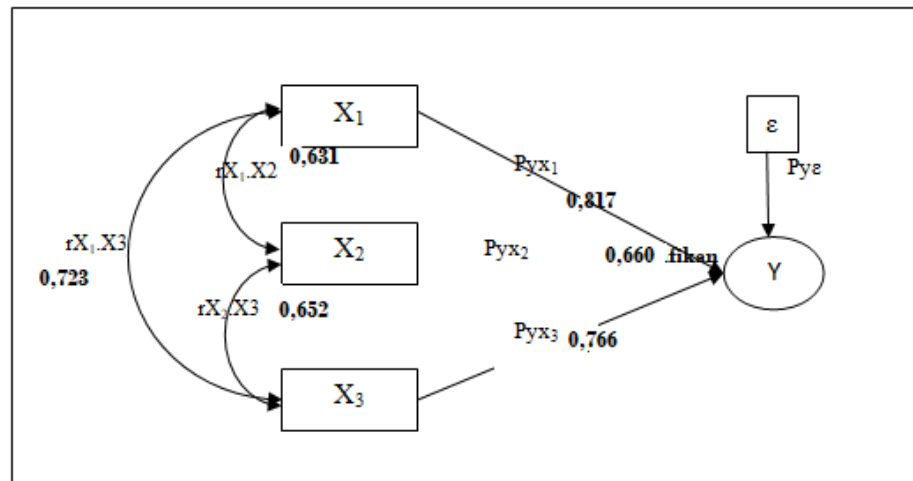 X₁
ε
0,631
rX₁.X2
Pyx₁
Pyε
0,817
rX₁.X3
X₂
Pyx₂
0,660 .fikan
Y
0,723
rX₂.X3
0,652
Pyx₃
0,766
X₃